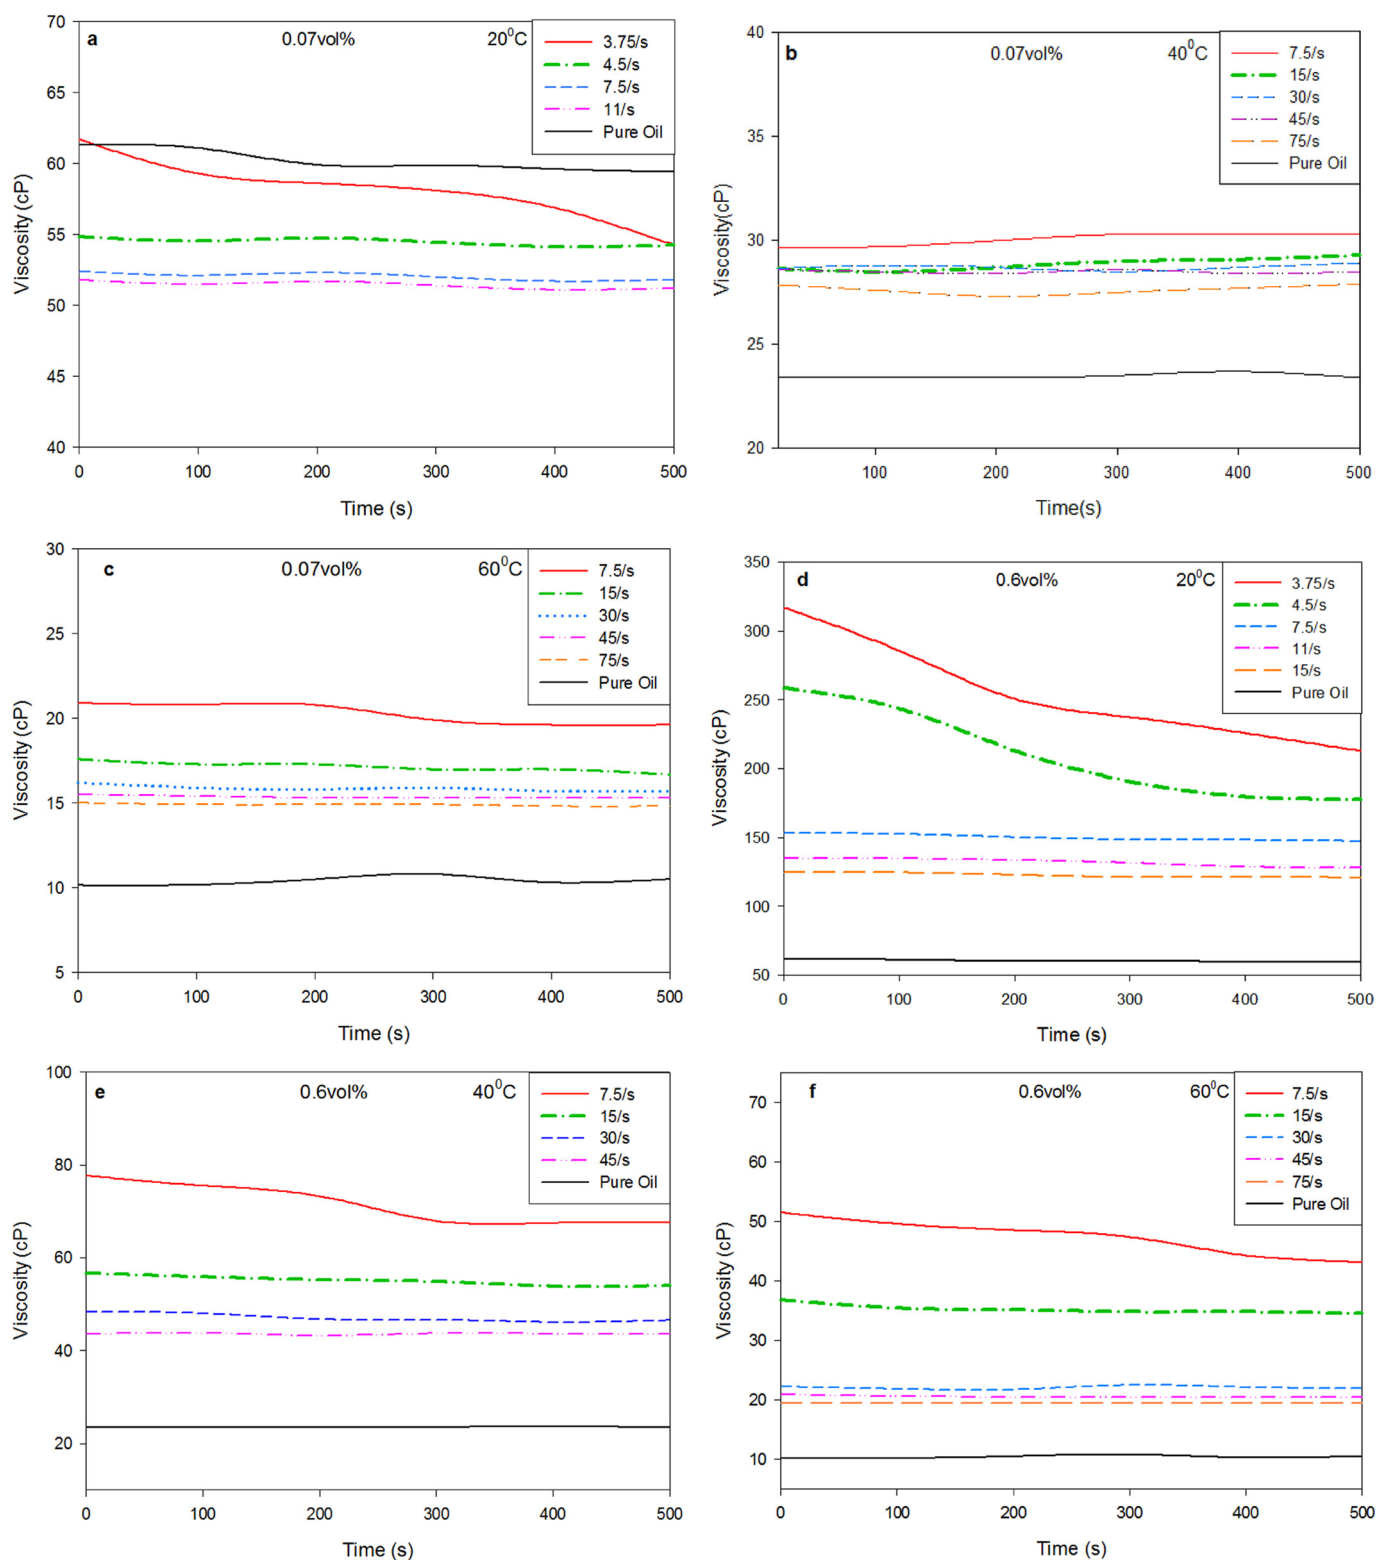 a 0.07vol% 20⁰C
3.75/s
4.5/s
7.5/s
11/s
Pure Oil
70
65
60
55
50
45
40
Viscosity (cP)
0 100 200 300 400 500
Time (s)
b 0.07vol% 40⁰C
7.5/s
15/s
30/s
45/s
75/s
Pure Oil
40
35
30
25
20
Viscosity(cP)
100 200 300 400 500
Time(s)
c 0.07vol% 60⁰C
7.5/s
15/s
30/s
45/s
75/s
Pure Oil
30
25
20
15
10
5
Viscosity (cP)
0 100 200 300 400 500
Time (s)
d 0.6vol% 20⁰C
3.75/s
4.5/s
7.5/s
11/s
15/s
Pure Oil
350
300
250
200
150
100
50
Viscosity (cP)
0 100 200 300 400 500
Time (s)
e 0.6vol% 40⁰C
7.5/s
15/s
30/s
45/s
Pure Oil
100
80
60
40
20
Viscosity (cP)
0 100 200 300 400 500
Time (s)
f 0.6vol% 60⁰C
7.5/s
15/s
30/s
45/s
75/s
Pure Oil
70
60
50
40
30
20
10
Viscosity (cP)
0 100 200 300 400 500
Time (s)